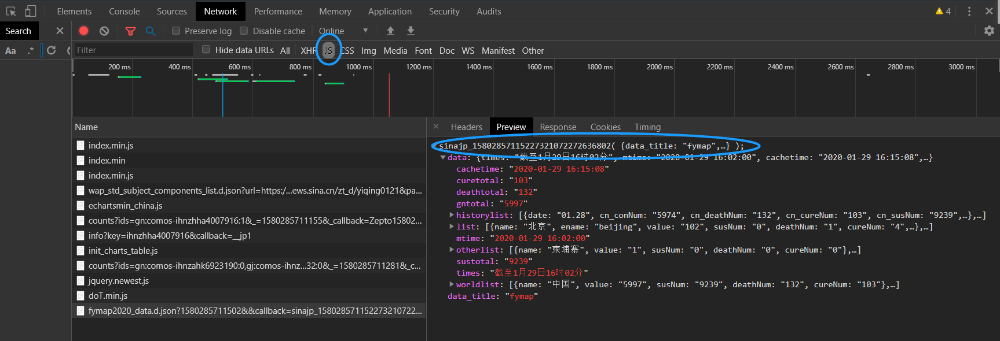 Elements Console Sources Network Performance Memory Application Security Audits 4
Search Preserve log Disable cache Online
Aa .* Filter Hide data URLs All XHR JS CSS Img Media Font Doc WS Manifest Other
200 ms 400 ms 600 ms 800 ms 1000 ms 1200 ms 1400 ms 1600 ms 1800 ms 2000 ms 2200 ms 2400 ms 2600 ms 2800 ms 3000 ms
Name
index.min.js
index.min
index.min.js
wap_std_subject_components_list.d.json?url=https:/...ews.sina.cn/zt_d/yiqing0121&pa...
echartsmin_china.js
counts?ids=gn:comos-ihnzhha4007916:1&_=1580285711155&_callback=Zepto15802...
info?key=ihnzhha4007916&callback=__jp1
init_charts_table.js
counts?ids=gn:comos-ihnzahk6923190:0,gj:comos-ihnz...32:0&_=1580285711281&_c...
jquery.newest.js
doT.min.js
fymap2020_data.d.json?1580285711502&&callback=sinajp_15802857115227321072​2...
Headers Preview Response Cookies Timing
sinajp_15802857115227321072272636802( {data_title: "fymap",…} );
data: {times: "截至1月29日16时02分", mtime: "2020-01-29 16:02:00", cachetime: "2020-01-29 16:15:08",…}
cachetime: "2020-01-29 16:15:08"
curetotal: "103"
deathtotal: "132"
gntotal: "5997"
historylist: [{date: "01.28", cn_conNum: "5974", cn_deathNum: "132", cn_cureNum: "103", cn_susNum: "9239",…},…]
list: [{name: "北京", ename: "beijing", value: "102", susNum: "0", deathNum: "1", cureNum: "4",…},…]
mtime: "2020-01-29 16:02:00"
otherlist: [{name: "柬埔寨", value: "1", susNum: "0", deathNum: "0", cureNum: "0"},…]
sustotal: "9239"
times: "截至1月29日16时02分"
worldlist: [{name: "中国", value: "5997", susNum: "9239", deathNum: "132", cureNum: "103"},…]
data_title: "fymap"